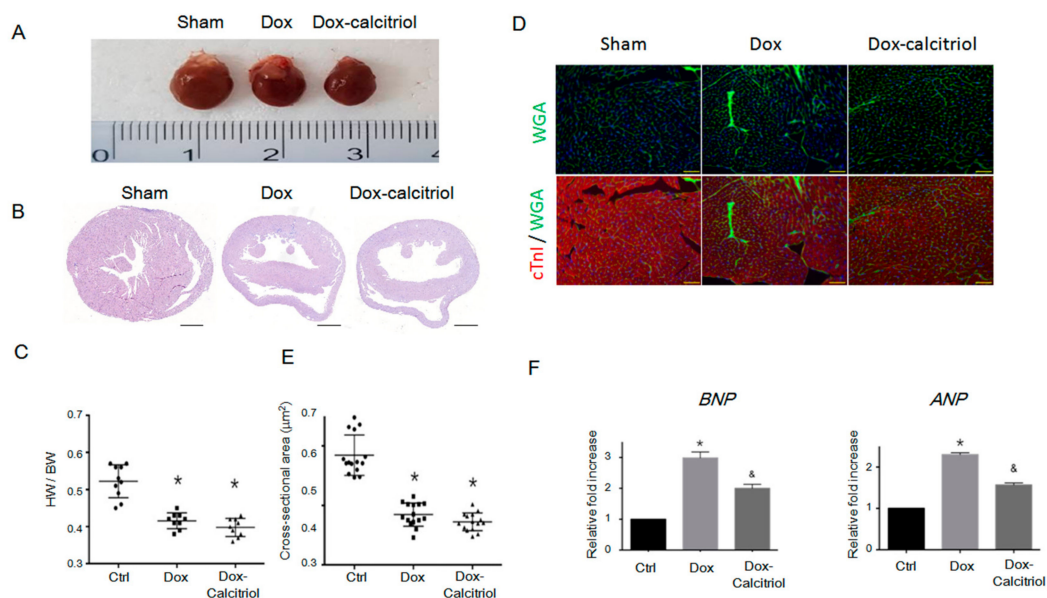 A
Sham Dox Dox-calcitriol
0 1 2 3 4
B
Sham Dox Dox-calcitriol
C
HW / BW
0.7
0.6
0.5
0.4
0.3
* *
Ctrl Dox Dox-
Calcitriol
E
Cross-sectional area (µm²)
0.7
0.6
0.4
0.3
* *
Ctrl Dox Dox-
Calcitriol
D
Sham Dox Dox-calcitriol
WGA
cTnI / WGA
F
BNP
Relative fold increase
3
2
1
0
* &
Ctrl Dox Dox-
Calcitriol
ANP
Relative fold increase
2
1
0
* &
Ctrl Dox Dox-
Calcitriol